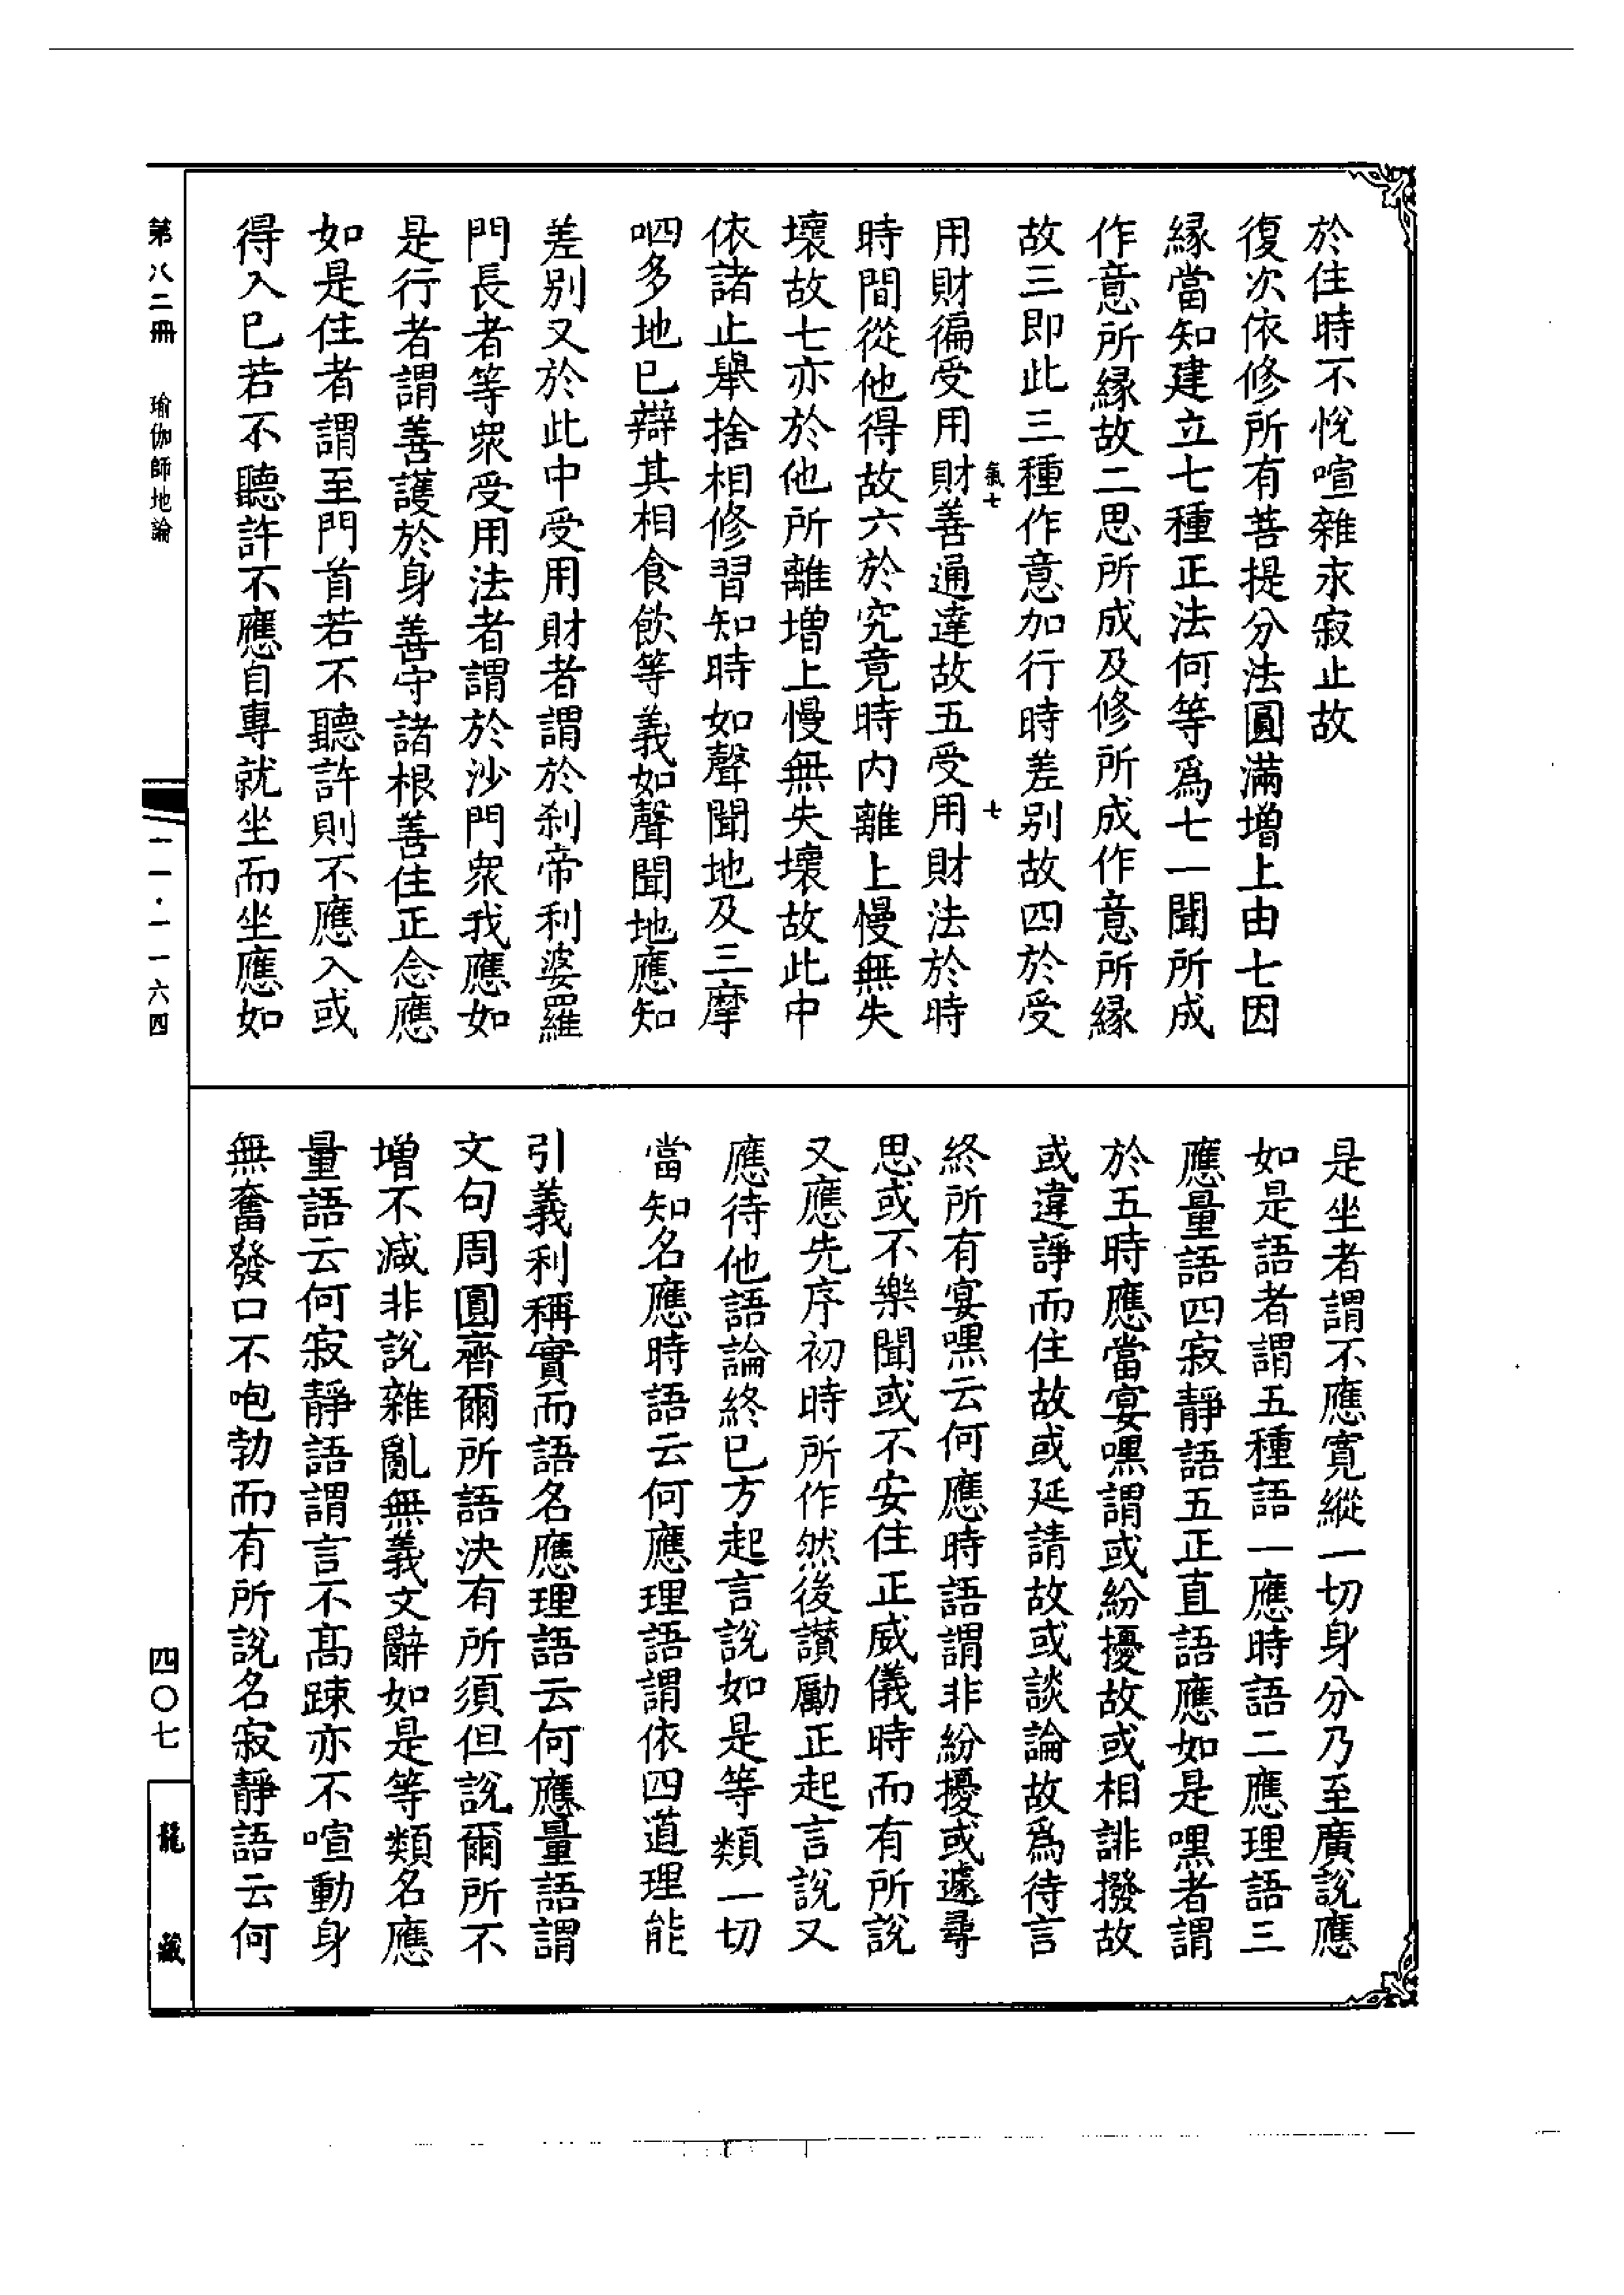 於住時不悅喧雜求寂止故
復次依修所有菩提分法圓滿增上由七因
緣當知建立七種正法何等爲七一聞所成
作意所緣故二思所成及修所成作意所緣
故三即此三種作意加行時差別故四於受
氣七
七
用財徧受用財善通達故五受用財法於時
時間從他得故六於究竟時內離上慢無失
壞故七亦於他所離增上慢無失壞故此中
依諸止舉捨相修習知時如聲聞地及三摩
呬多地已辯其相食飲等義如聲聞地應知
差別又於此中受用財者謂於刹帝利婆羅
門長者等衆受用法者謂於沙門衆我應如
是行者謂善護於身善守諸根善住正念應
如是住者謂至門首若不聽許則不應入或
得入已若不聽許不應自專就坐而坐應如
是坐者謂不應寬縱一切身分乃至廣說應
如是語者謂五種語一應時語二應理語三
應量語四寂靜語五正直語應如是嘿者謂
於五時應當宴嘿謂或紛擾故或相誹撥故
或違諍而住故或延請故或談論故爲待言
終所有宴嘿云何應時語謂非紛擾或遽尋
思或不樂聞或不安住正威儀時而有所說
又應先序初時所作然後讃勵正起言說又
應待他語論終已方起言說如是等類一切
當知名應時語云何應理語謂依四道理能
引義利稱實而語名應理語云何應量語謂
文句周圓齊爾所語決有所須但說爾所不
增不減非說雜亂無義文辭如是等類名應
量語云何寂靜語謂言不高疎亦不喧動身
無奮發口不咆勃而有所說名寂靜語云何
第八二冊 瑜伽師地論
一一·一一六四
四〇七
龍藏